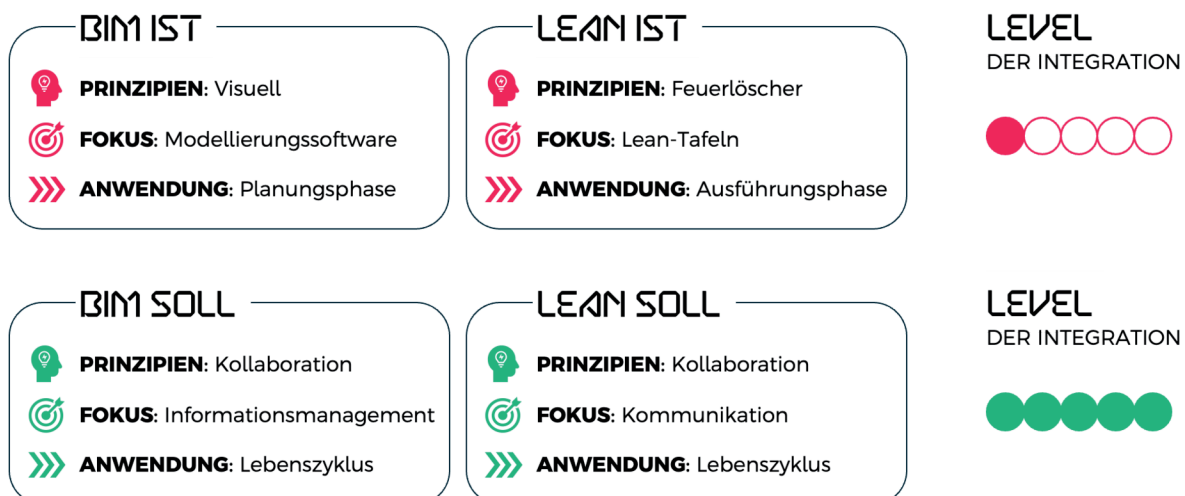 BIM IST
PRINZIPIEN: Visuell
FOKUS: Modellierungssoftware
ANWENDUNG: Planungsphase
LEAN IST
PRINZIPIEN: Feuerlöscher
FOKUS: Lean-Tafeln
ANWENDUNG: Ausführungsphase
LEVEL
DER INTEGRATION
BIM SOLL
PRINZIPIEN: Kollaboration
FOKUS: Informationsmanagement
ANWENDUNG: Lebenszyklus
LEAN SOLL
PRINZIPIEN: Kollaboration
FOKUS: Kommunikation
ANWENDUNG: Lebenszyklus
LEVEL
DER INTEGRATION